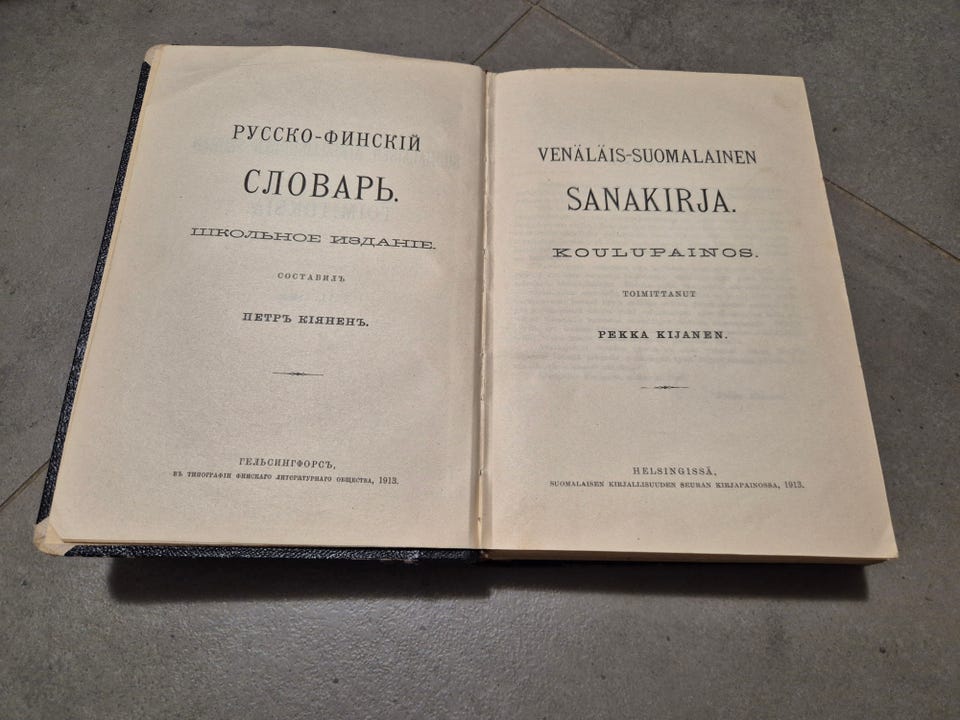 РУССКО-ФИНСКІЙ
СЛОВАРЬ.
ШКОЛЬНОЕ ИЗДАНІЕ.
СОСТАВИЛЪ
ПЕТРЪ КІЯНЕНЪ.
ГЕЛЬСИНГФОРСЪ,
ВЪ ТИПОГРАФІИ ФИНСКАГО ЛИТЕРАТУРНАГО ОБЩЕСТВА, 1913.
VENÄLÄIS-SUOMALAINEN
SANAKIRJA.
KOULUPAINOS.
TOIMITTANUT
PEKKA KIJANEN.
HELSINGISSÄ,
SUOMALAISEN KIRJALLISUUDEN SEURAN KIRJAPAINOSSA, 1913.